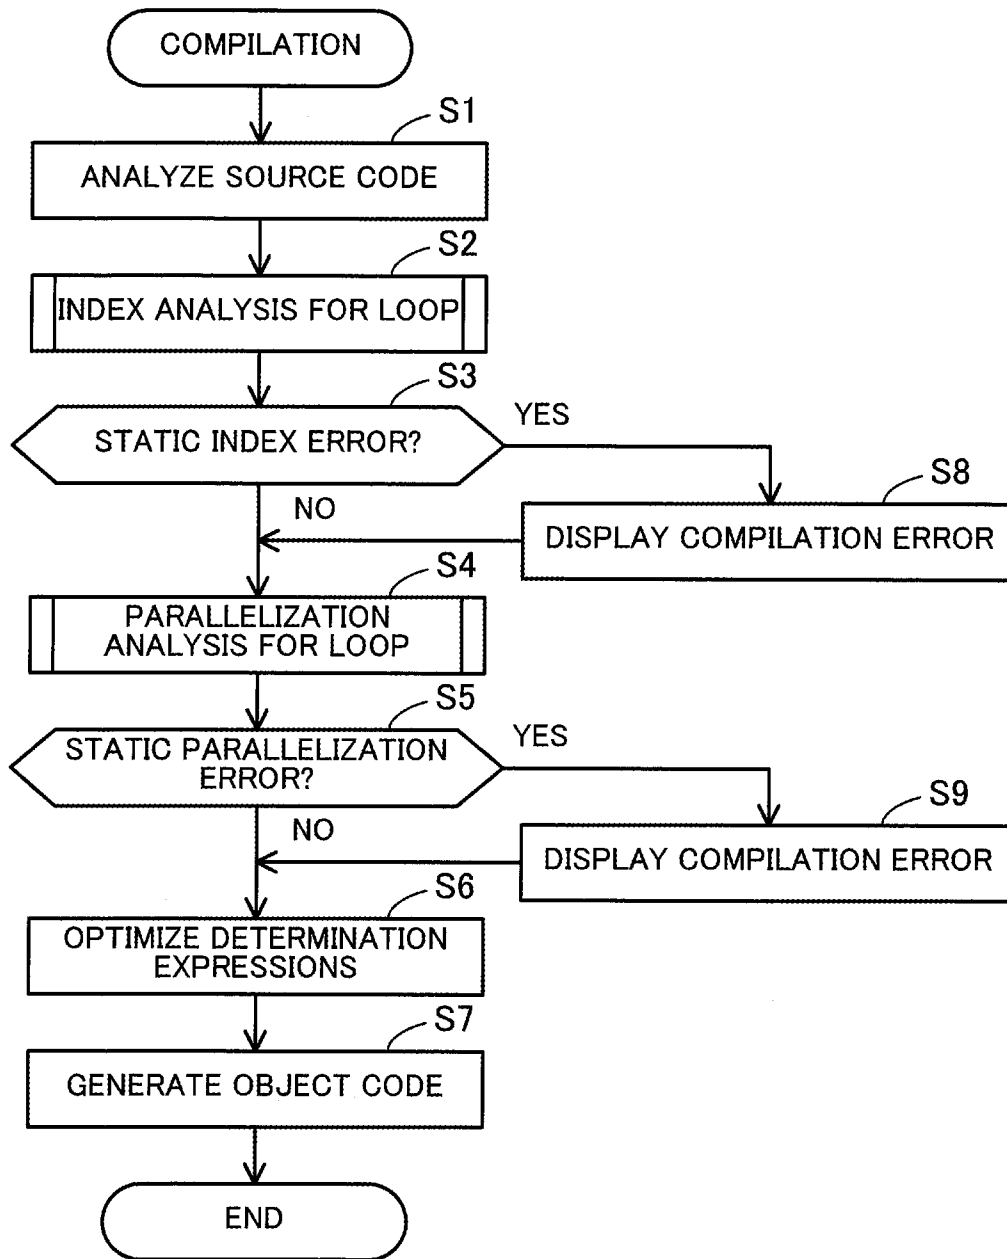 COMPILATION
S1
ANALYZE SOURCE CODE
S2
INDEX ANALYSIS FOR LOOP
S3
STATIC INDEX ERROR?
YES
NO
S8
DISPLAY COMPILATION ERROR
S4
PARALLELIZATION
ANALYSIS FOR LOOP
S5
STATIC PARALLELIZATION
ERROR?
YES
NO
S9
DISPLAY COMPILATION ERROR
S6
OPTIMIZE DETERMINATION
EXPRESSIONS
S7
GENERATE OBJECT CODE
END